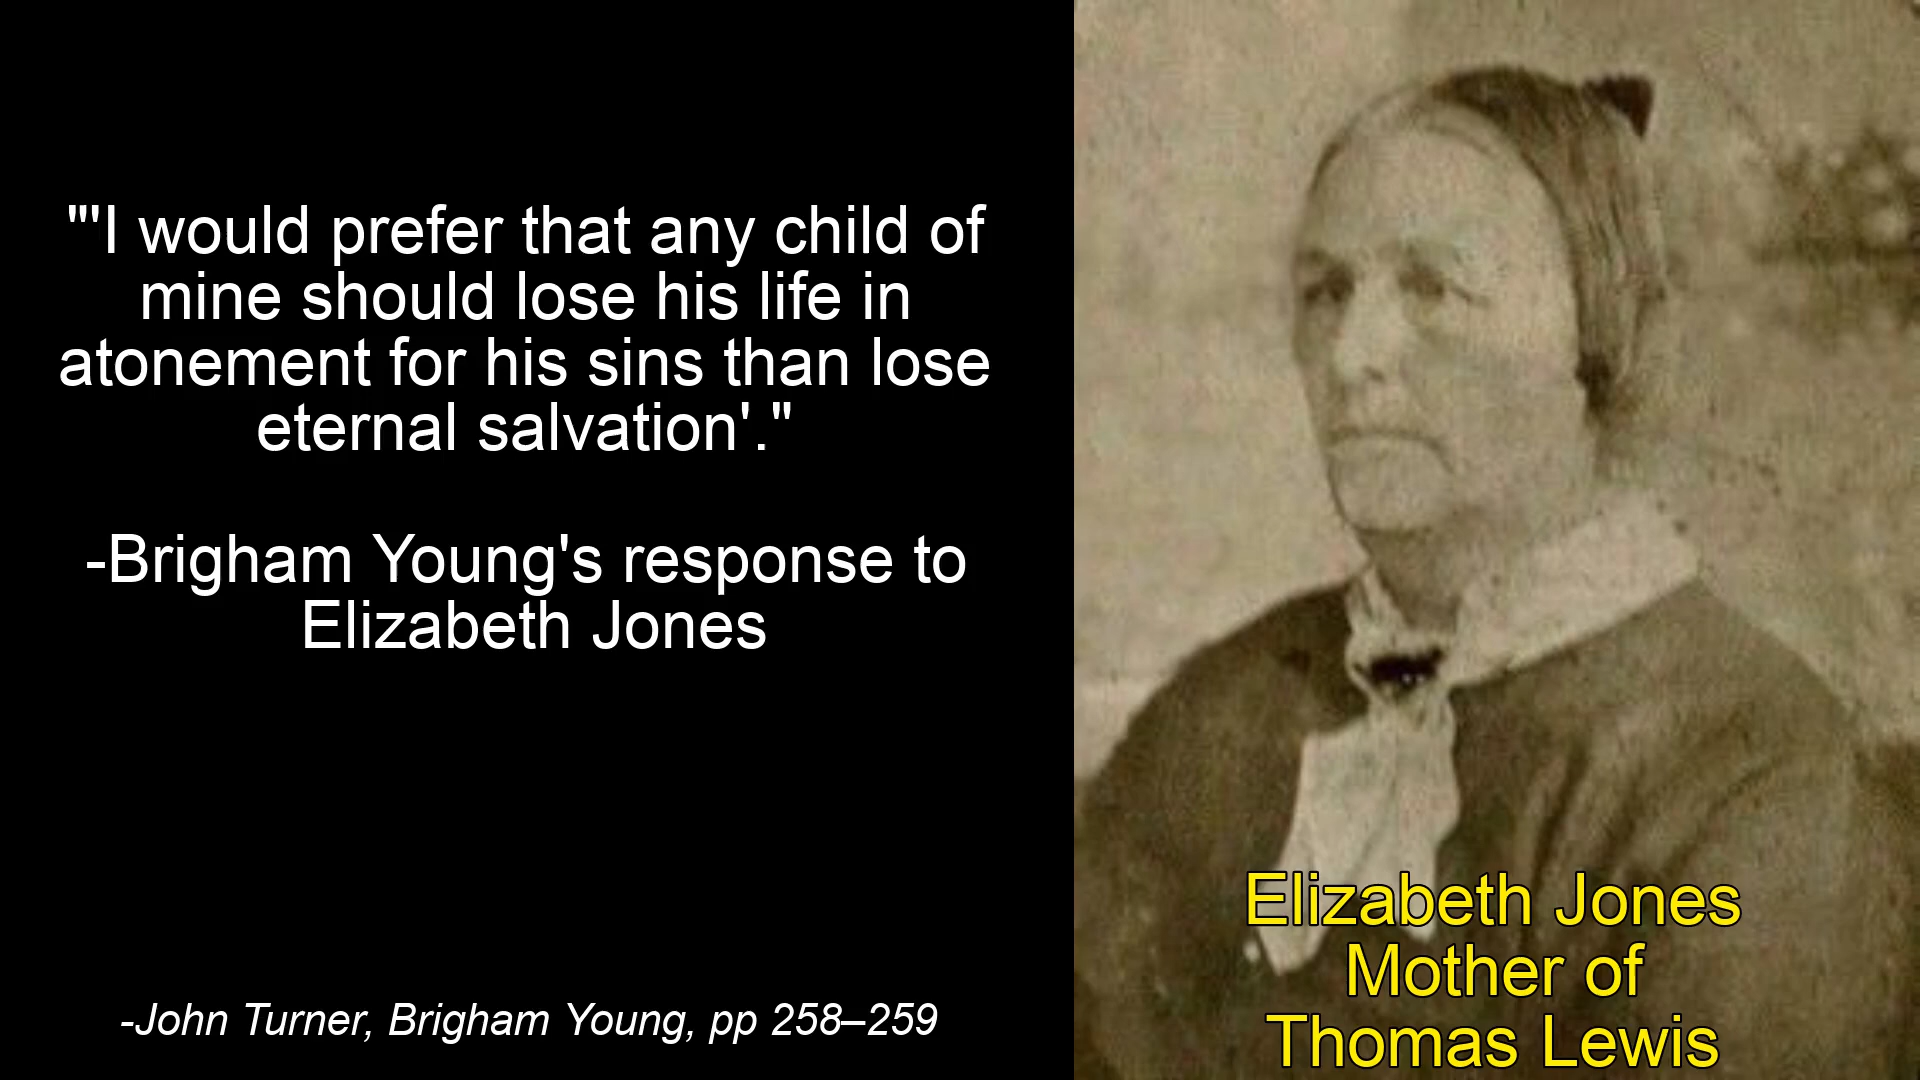 "'I would prefer that any child of
mine should lose his life in
atonement for his sins than lose
eternal salvation'."
-Brigham Young's response to
Elizabeth Jones
-John Turner, Brigham Young, pp 258–259
Elizabeth Jones
Mother of
Thomas Lewis